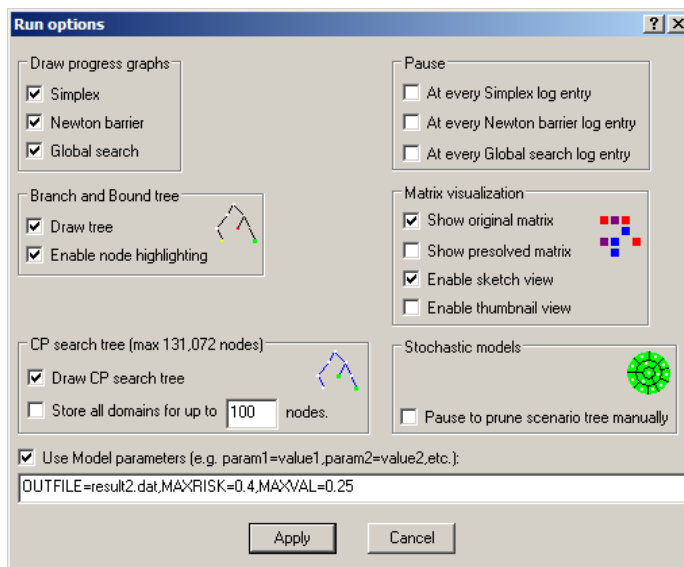 Run options
Draw progress graphs
Simplex
Newton barrier
Global search
Pause
At every Simplex log entry
At every Newton barrier log entry
At every Global search log entry
Branch and Bound tree
Draw tree
Enable node highlighting
Matrix visualization
Show original matrix
Show presolved matrix
Enable sketch view
Enable thumbnail view
CP search tree (max 131,072 nodes)
Draw CP search tree
Store all domains for up to 100 nodes.
Stochastic models
Pause to prune scenario tree manually
Use Model parameters (e.g. param1=value1,param2=value2,etc.):
OUTFILE=result2.dat,MAXRISK=0.4,MAXVAL=0.25
Apply
Cancel